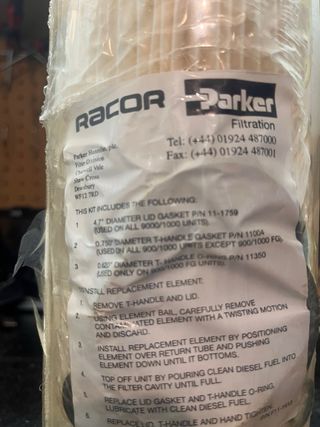 RACOR Parker
Filtration
Tel: (+44) 01924 487000
Fax: (+44) 01924 487001
Parker Hannifin, plc.
Vine Division
Churwell Vale
Shaw Cross
Dewsbury
WF12 7RD
THIS KIT INCLUDES THE FOLLOWING:
1 4.7" DIAMETER LID GASKET P/N 11-1759
(USED ON ALL 9000/1000 UNITS)
2 0.750" DIAMETER T-HANDLE GASKET P/N 11004
(USED ON ALL 900/1000 UNITS EXCEPT 900/1000 FG)
3 DIAMETER T-HANDLE O-RING P/N 11350
(USED ONLY ON 900/1000 FG UNITS)
INSTALL REPLACEMENT ELEMENT:
1. REMOVE T-HANDLE AND LID.
2. USING ELEMENT BAIL, CAREFULLY REMOVE
CONTAMINATED ELEMENT WITH A TWISTING MOTION
AND DISCARD.
3. INSTALL REPLACEMENT ELEMENT BY POSITIONING
ELEMENT OVER RETURN TUBE AND PUSHING
ELEMENT DOWN UNTIL IT BOTTOMS.
4. TOP OFF UNIT BY POURING CLEAN DIESEL FUEL INTO
THE FILTER CAVITY UNTIL FULL.
5. REPLACE LID GASKET AND T-HANDLE O-RING,
LUBRICATE WITH CLEAN DIESEL FUEL.
6. REPLACE LID, T-HANDLE AND HAND TIGHTEN